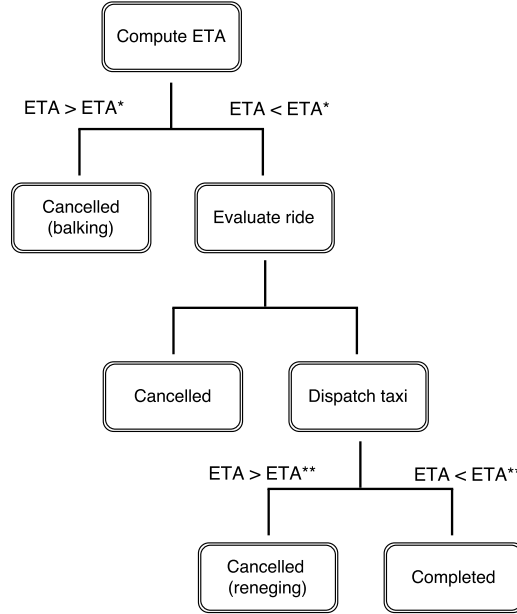 Compute ETA
ETA > ETA*
ETA < ETA*
Cancelled
(balking)
Evaluate ride
Cancelled
Dispatch taxi
ETA > ETA**
ETA < ETA**
Cancelled
(reneging)
Completed